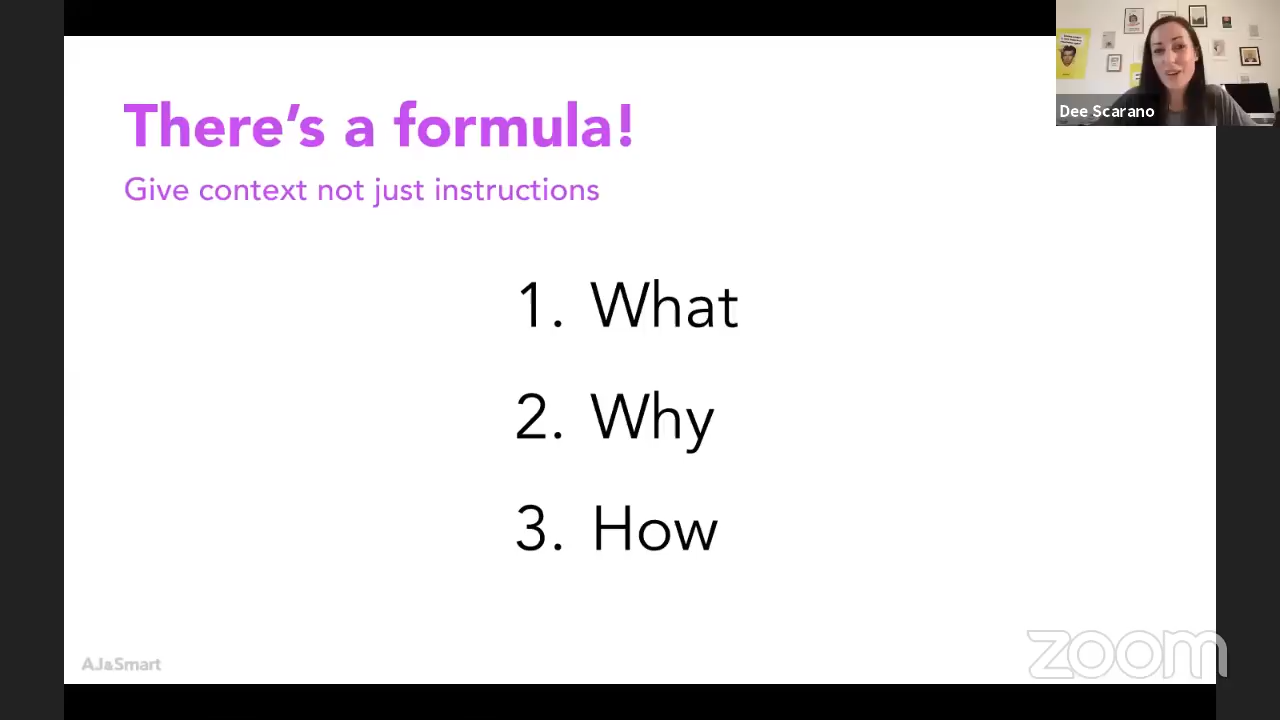 There's a formula!
Give context not just instructions
1. What
2. Why
3. How
Dee Scarano
AJ&Smart
zoom